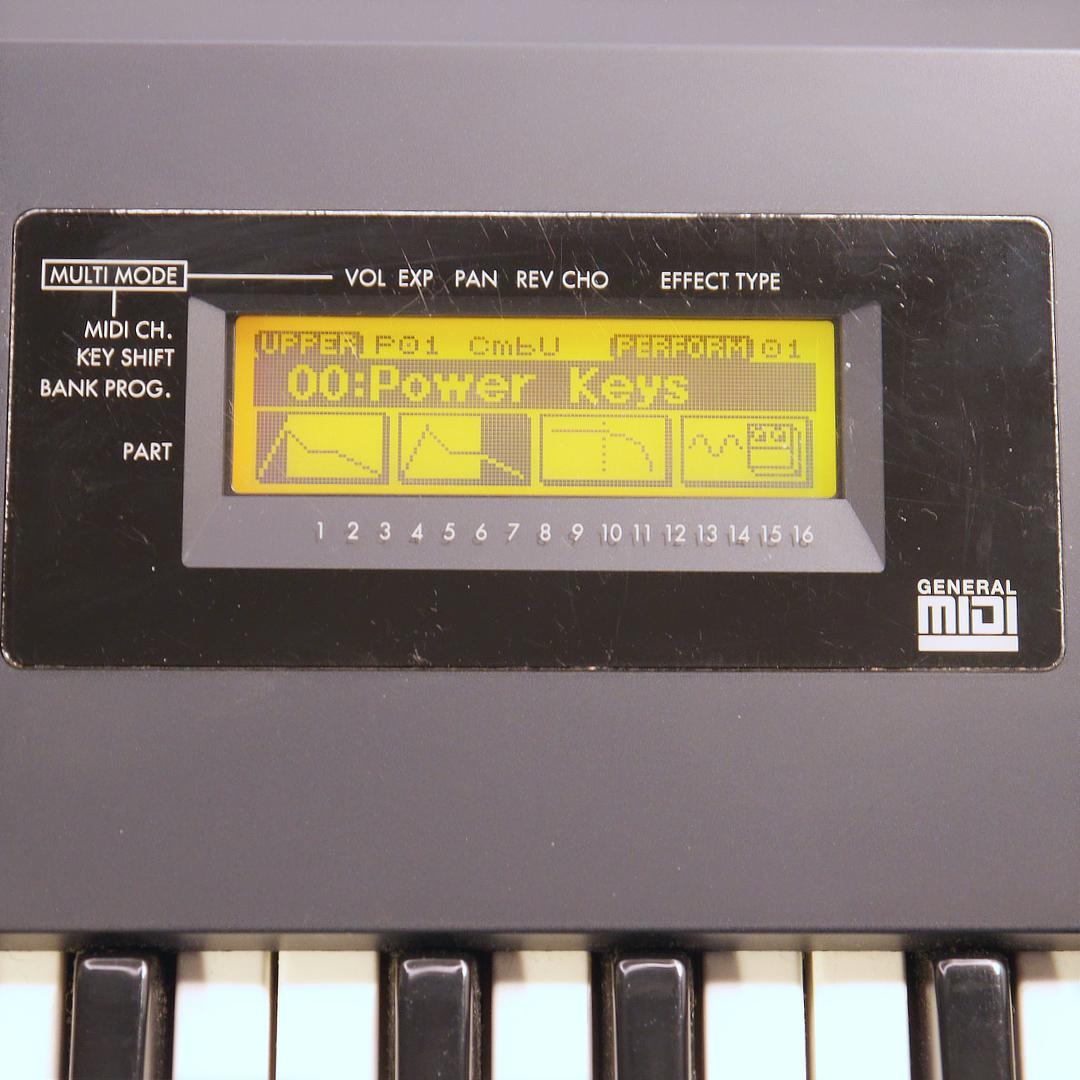 MULTI MODE VOL EXP PAN REV CHO EFFECT TYPE
MIDI CH.
KEY SHIFT
BANK PROG.
PART
UPPER P01 CmbU PERFORM 01
00:Power Keys
1 2 3 4 5 6 7 8 9 10 11 12 13 14 15 16
GENERAL
MIDI